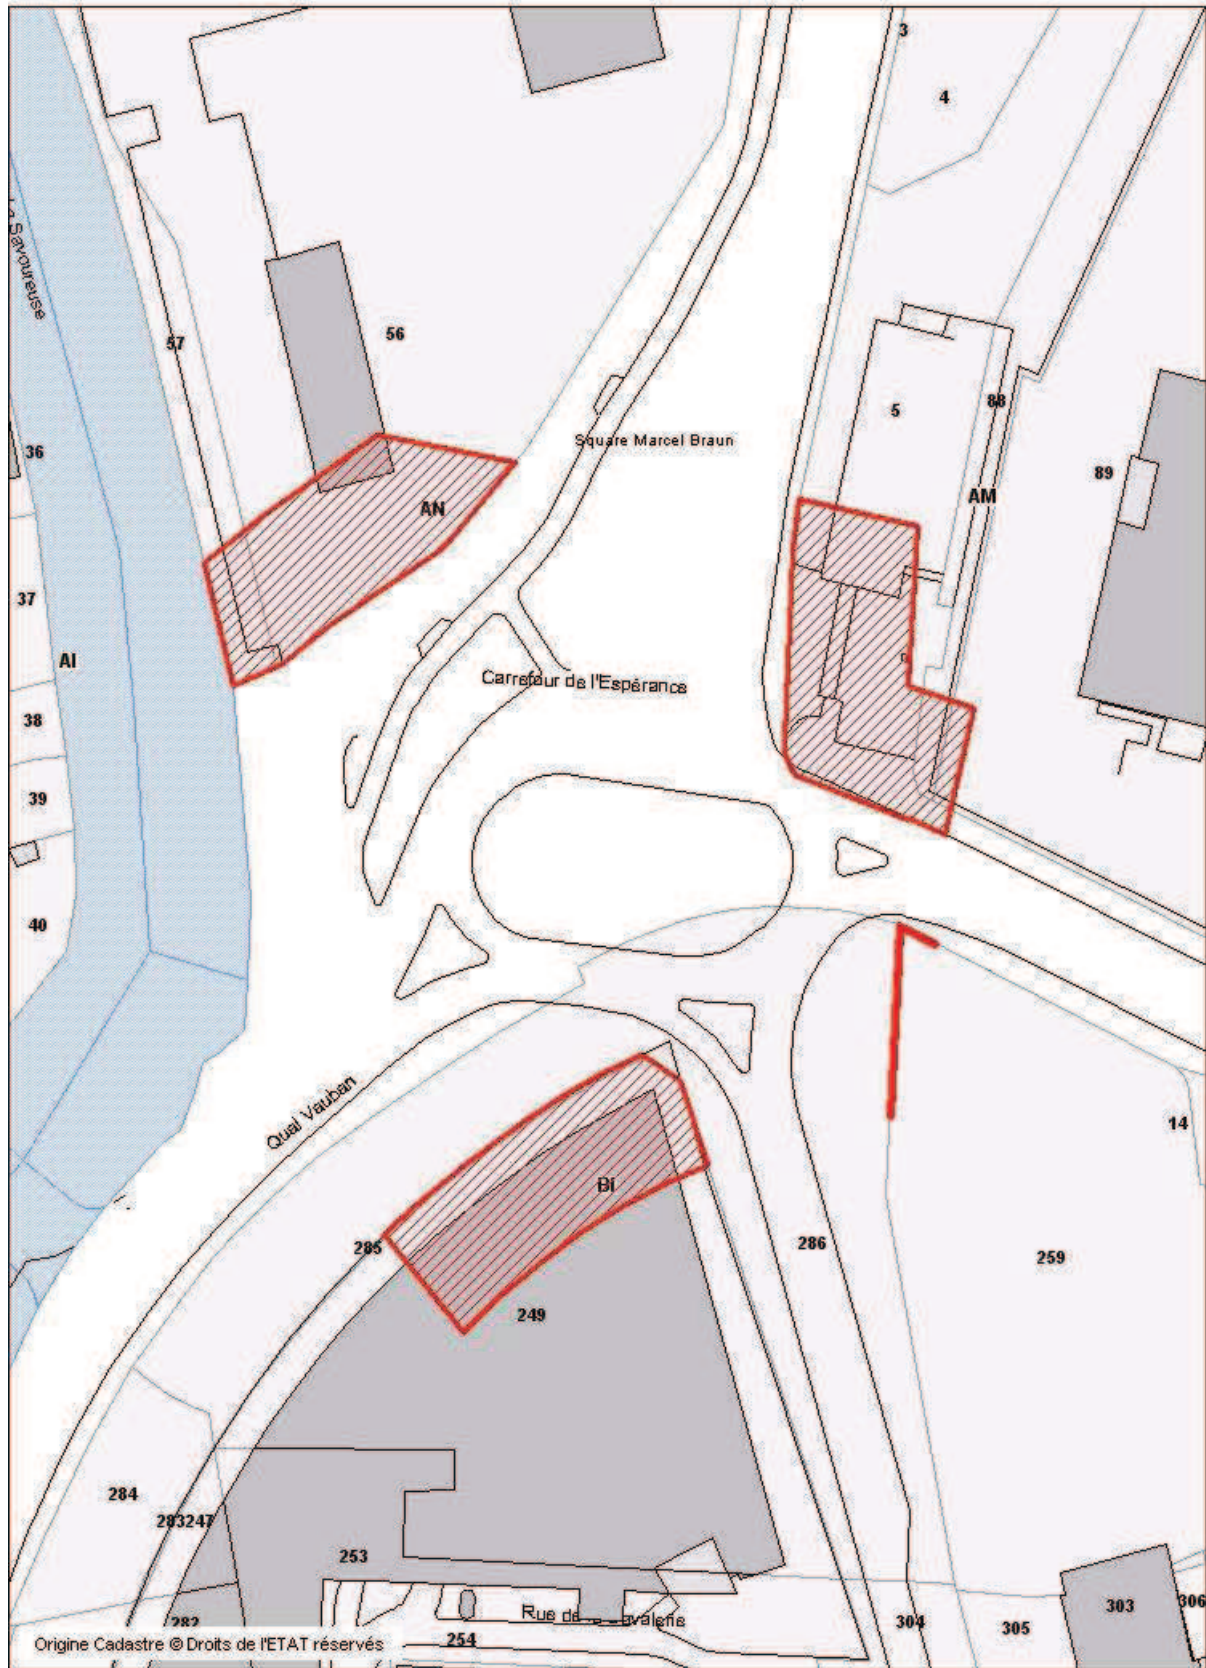 3
4
La Savoureuse
57
56
Square Marcel Braun
5
88
36
AN
AM
89
37
AI
Carrefour de l'Espérance
38
39
40
Quai Vauban
14
BI
285
286
259
249
284
283247
253
282
Rue de la Cavalerie
254
304
305
303
306
Origine Cadastre © Droits de l'ETAT réservés